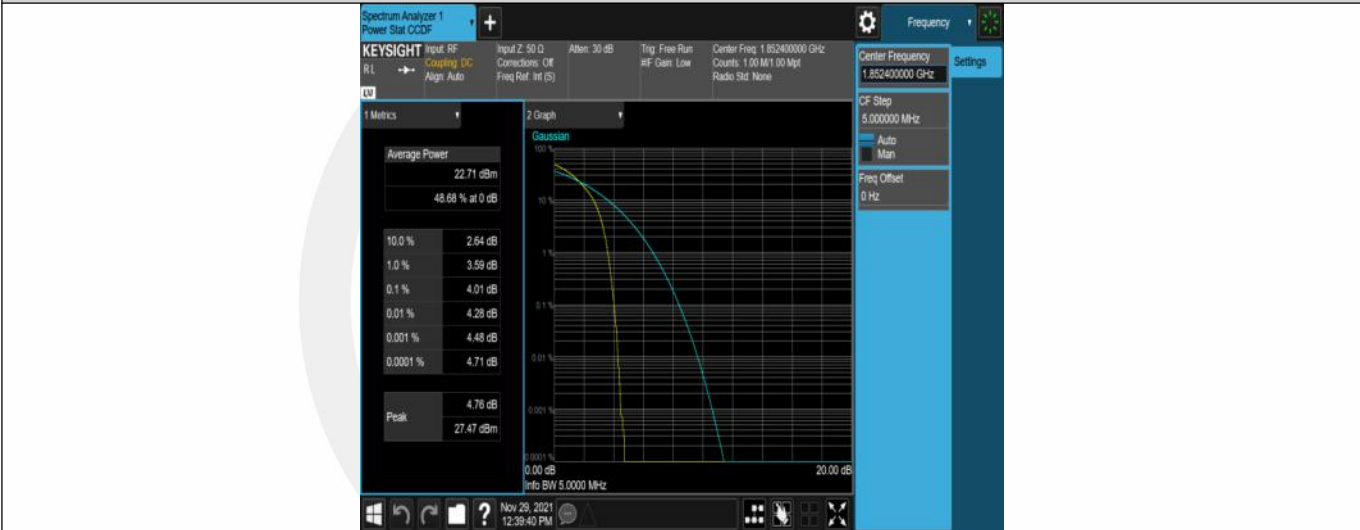 Spectrum Analyzer 1
Power Stat CCDF
+
Frequency
KEYSIGHT
RL
Input: RF
Coupling: DC
Align: Auto
Input Z: 50 Ω
Corrections: Off
Freq Ref: Int (S)
Atten: 30 dB
Trig: Free Run
#IF Gain: Low
Center Freq: 1.852400000 GHz
Counts: 1.00 M/1.00 Mpt
Radio Std: None
Center Frequency
1.852400000 GHz
Settings
CF Step
5.000000 MHz
Auto
Man
Freq Offset
0 Hz
1 Metrics
Average Power
22.71 dBm
48.68 % at 0 dB
10.0 % 2.64 dB
1.0 % 3.59 dB
0.1 % 4.01 dB
0.01 % 4.28 dB
0.001 % 4.48 dB
0.0001 % 4.71 dB
Peak 4.76 dB
27.47 dBm
2 Graph
Gaussian
100 %
10 %
1 %
0.1 %
0.01 %
0.001 %
0.0001 %
0.00 dB 20.00 dB
Info BW 5.0000 MHz
?
Nov 29, 2021
12:39:40 PM